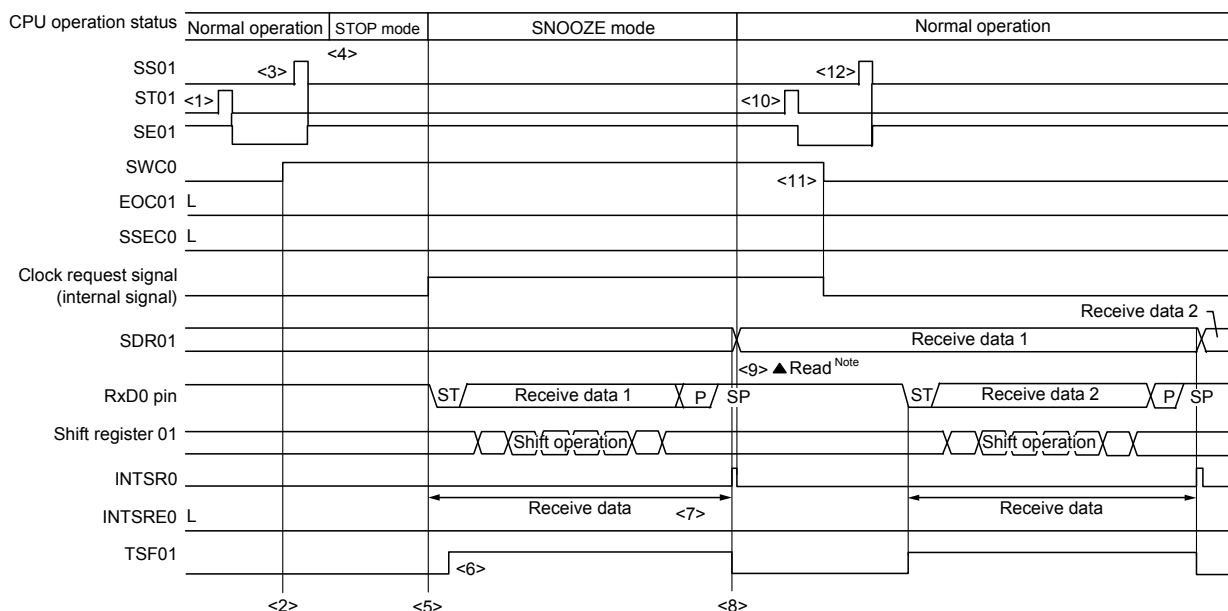 CPU operation status Normal operation STOP mode SNOOZE mode Normal operation
<4>
SS01 <3> <12>
ST01 <1> <10>
SE01
SWC0 <11>
EOC01 L
SSEC0 L
Clock request signal
(internal signal)
Receive data 2
SDR01 Receive data 1
<9> ▲ Read Note
RxD0 pin ST Receive data 1 P SP ST Receive data 2 P SP
Shift register 01 Shift operation Shift operation
INTSR0
Receive data <7> Receive data
INTSRE0 L
TSF01 <6>
<2> <5> <8>